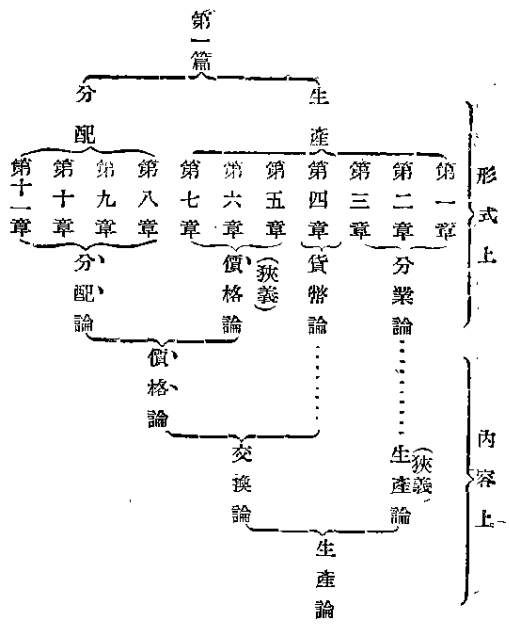 第一篇
生產
分配
形式上
第一章
第二章
第三章
第四章
第五章
第六章
第七章
第八章
第九章
第十章
第十一章
分業論
貨幣論
(狹義)
價格論
分配論
價格論
內容上
(狹義)
生產論
交換論
生產論